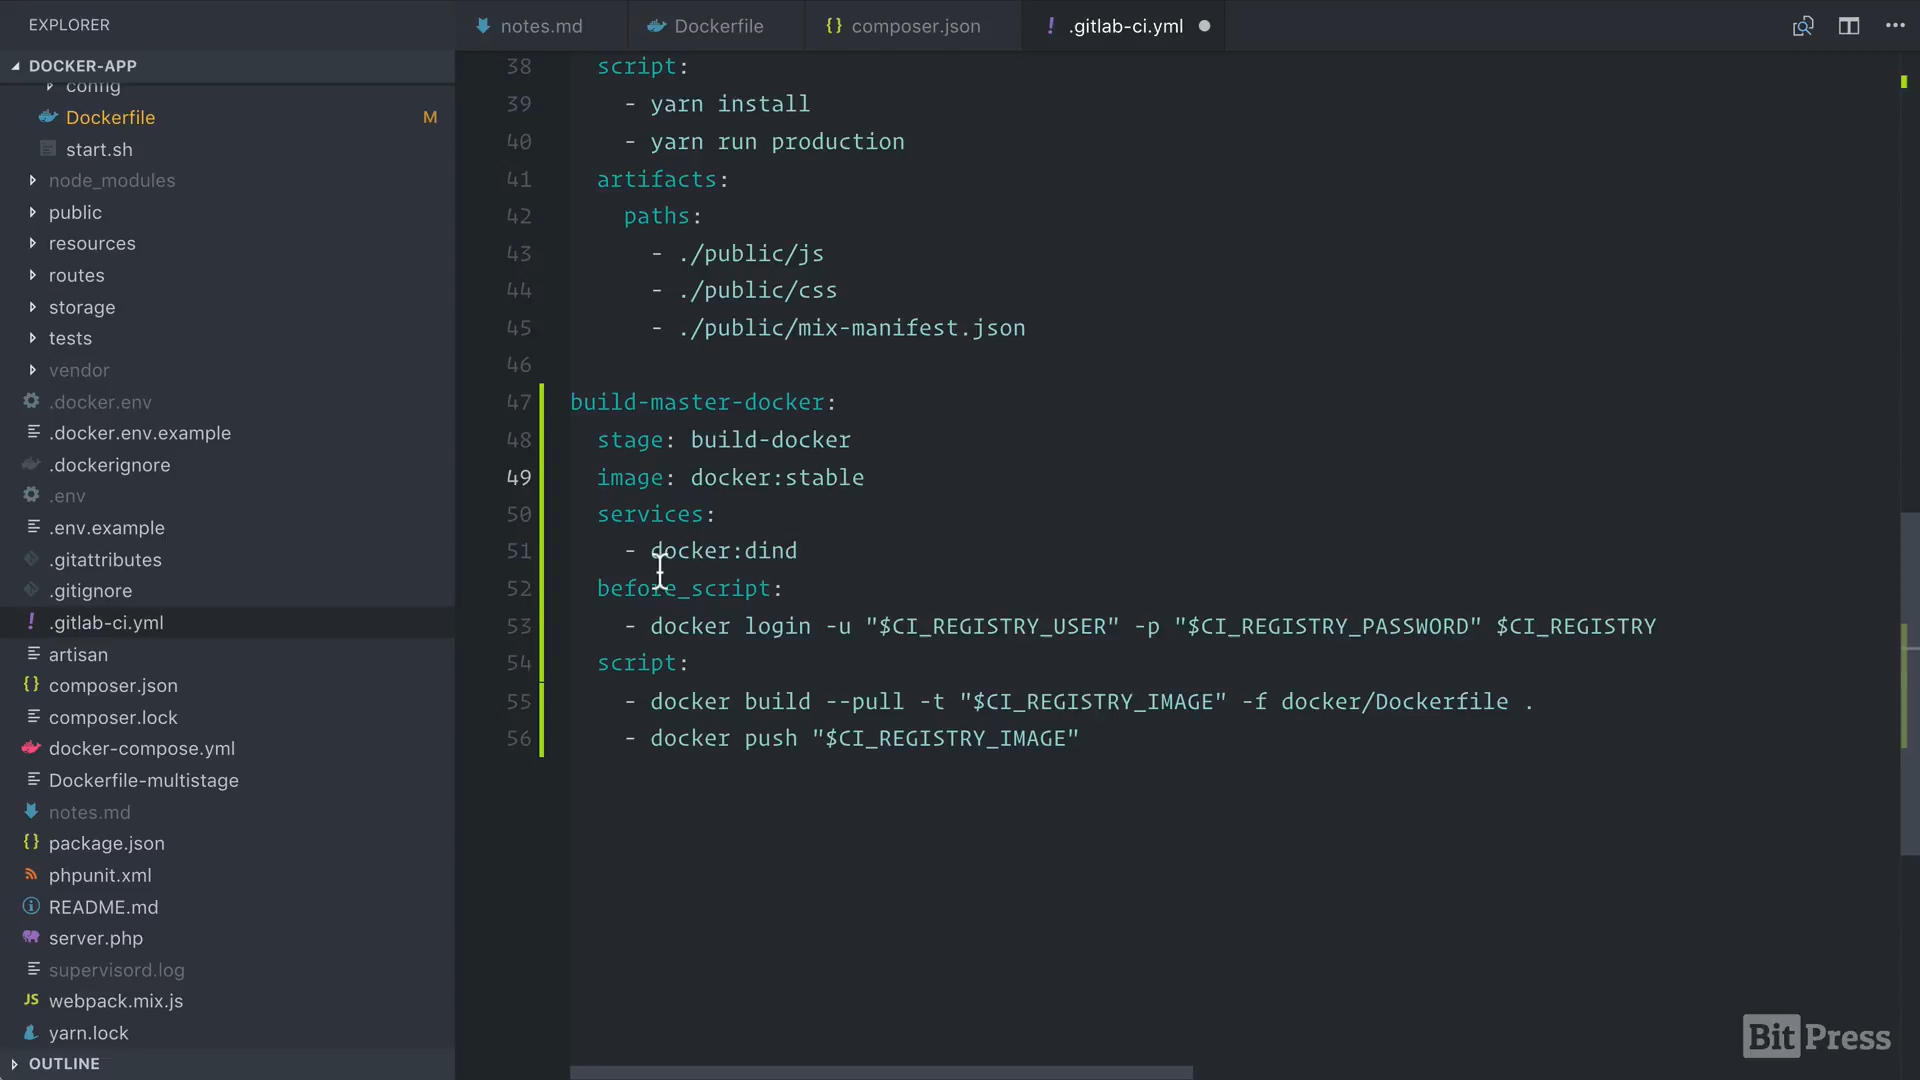 EXPLORER
DOCKER-APP
config
Dockerfile M
start.sh
node_modules
public
resources
routes
storage
tests
vendor
.docker.env
.docker.env.example
.dockerignore
.env
.env.example
.gitattributes
.gitignore
! .gitlab-ci.yml
artisan
{} composer.json
composer.lock
docker-compose.yml
Dockerfile-multistage
notes.md
{} package.json
phpunit.xml
README.md
server.php
supervisord.log
JS webpack.mix.js
yarn.lock
OUTLINE
notes.md Dockerfile {} composer.json ! .gitlab-ci.yml
38 script:
39 - yarn install
40 - yarn run production
41 artifacts:
42 paths:
43 - ./public/js
44 - ./public/css
45 - ./public/mix-manifest.json
46
47 build-master-docker:
48 stage: build-docker
49 image: docker:stable
50 services:
51 - docker:dind
52 before_script:
53 - docker login -u "$CI_REGISTRY_USER" -p "$CI_REGISTRY_PASSWORD" $CI_REGISTRY
54 script:
55 - docker build --pull -t "$CI_REGISTRY_IMAGE" -f docker/Dockerfile .
56 - docker push "$CI_REGISTRY_IMAGE"
BitPress